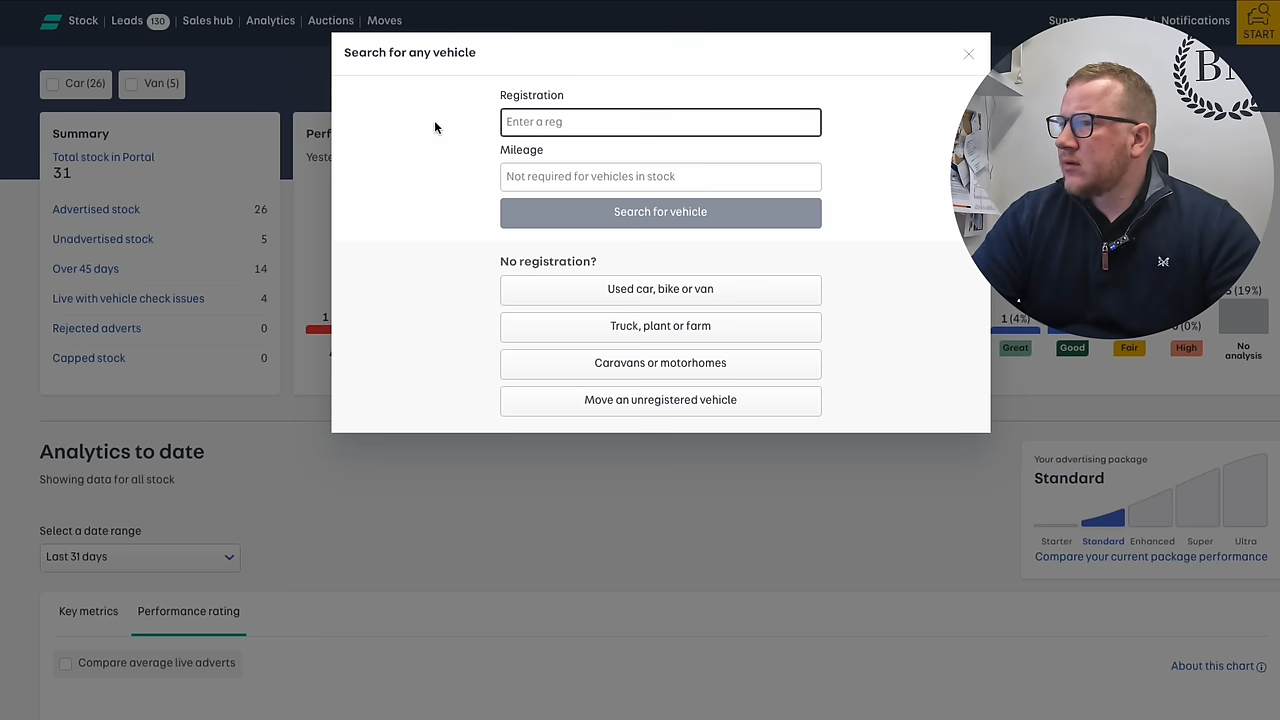 Stock
Leads 130
Sales hub
Analytics
Auctions
Moves
Notifications
START
Car (26)
Van (5)
Search for any vehicle
Registration
Enter a reg
Mileage
Not required for vehicles in stock
Search for vehicle
No registration?
Used car, bike or van
Truck, plant or farm
Caravans or motorhomes
Move an unregistered vehicle
Summary
Total stock in Portal
31
Advertised stock 26
Unadvertised stock 5
Over 45 days 14
Live with vehicle check issues 4
Rejected adverts 0
Capped stock 0
1
1 (4%)
(19%)
(0%)
Great
Good
Fair
High
No
analysis
Analytics to date
Showing data for all stock
Select a date range
Last 31 days
Your advertising package
Standard
Starter
Standard
Enhanced
Super
Ultra
Compare your current package performance
Key metrics
Performance rating
Compare average live adverts
About this chart